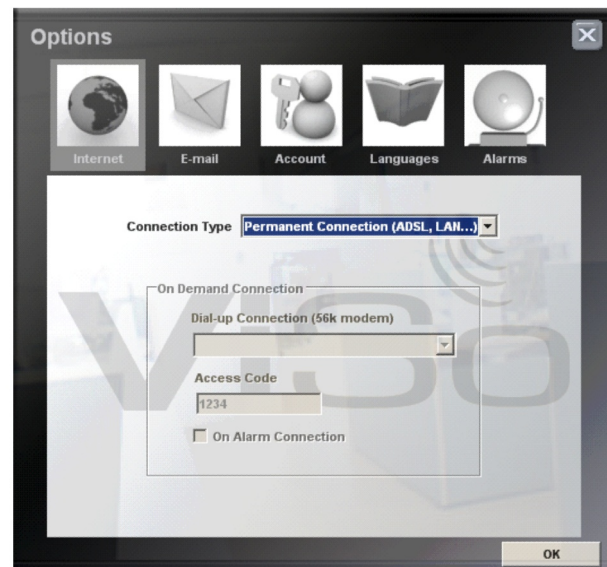 Options
Internet
E-mail
Account
Languages
Alarms
Connection Type Permanent Connection (ADSL, LAN...)
On Demand Connection
Dial-up Connection (56k modem)
Access Code
1234
On Alarm Connection
ViSo
OK